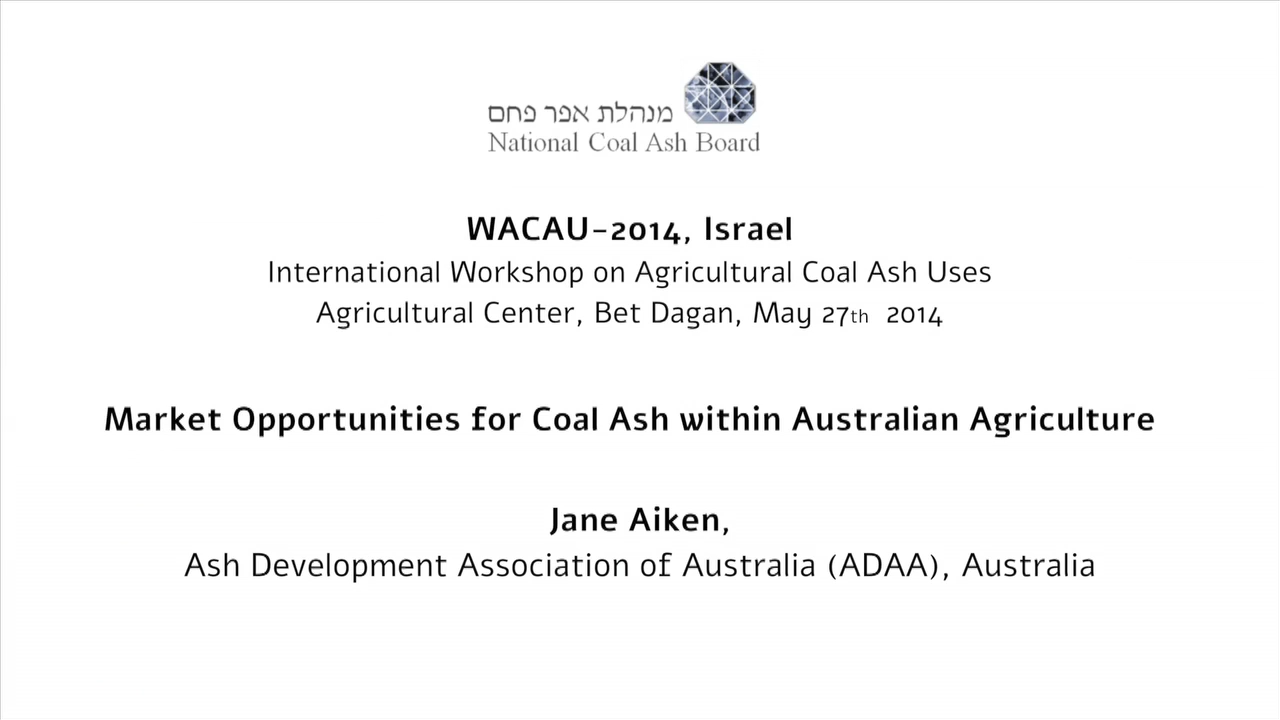 מנהלת אפר פחם
National Coal Ash Board
WACAU-2014, Israel
International Workshop on Agricultural Coal Ash Uses
Agricultural Center, Bet Dagan, May 27th 2014
Market Opportunities for Coal Ash within Australian Agriculture
Jane Aiken,
Ash Development Association of Australia (ADAA), Australia